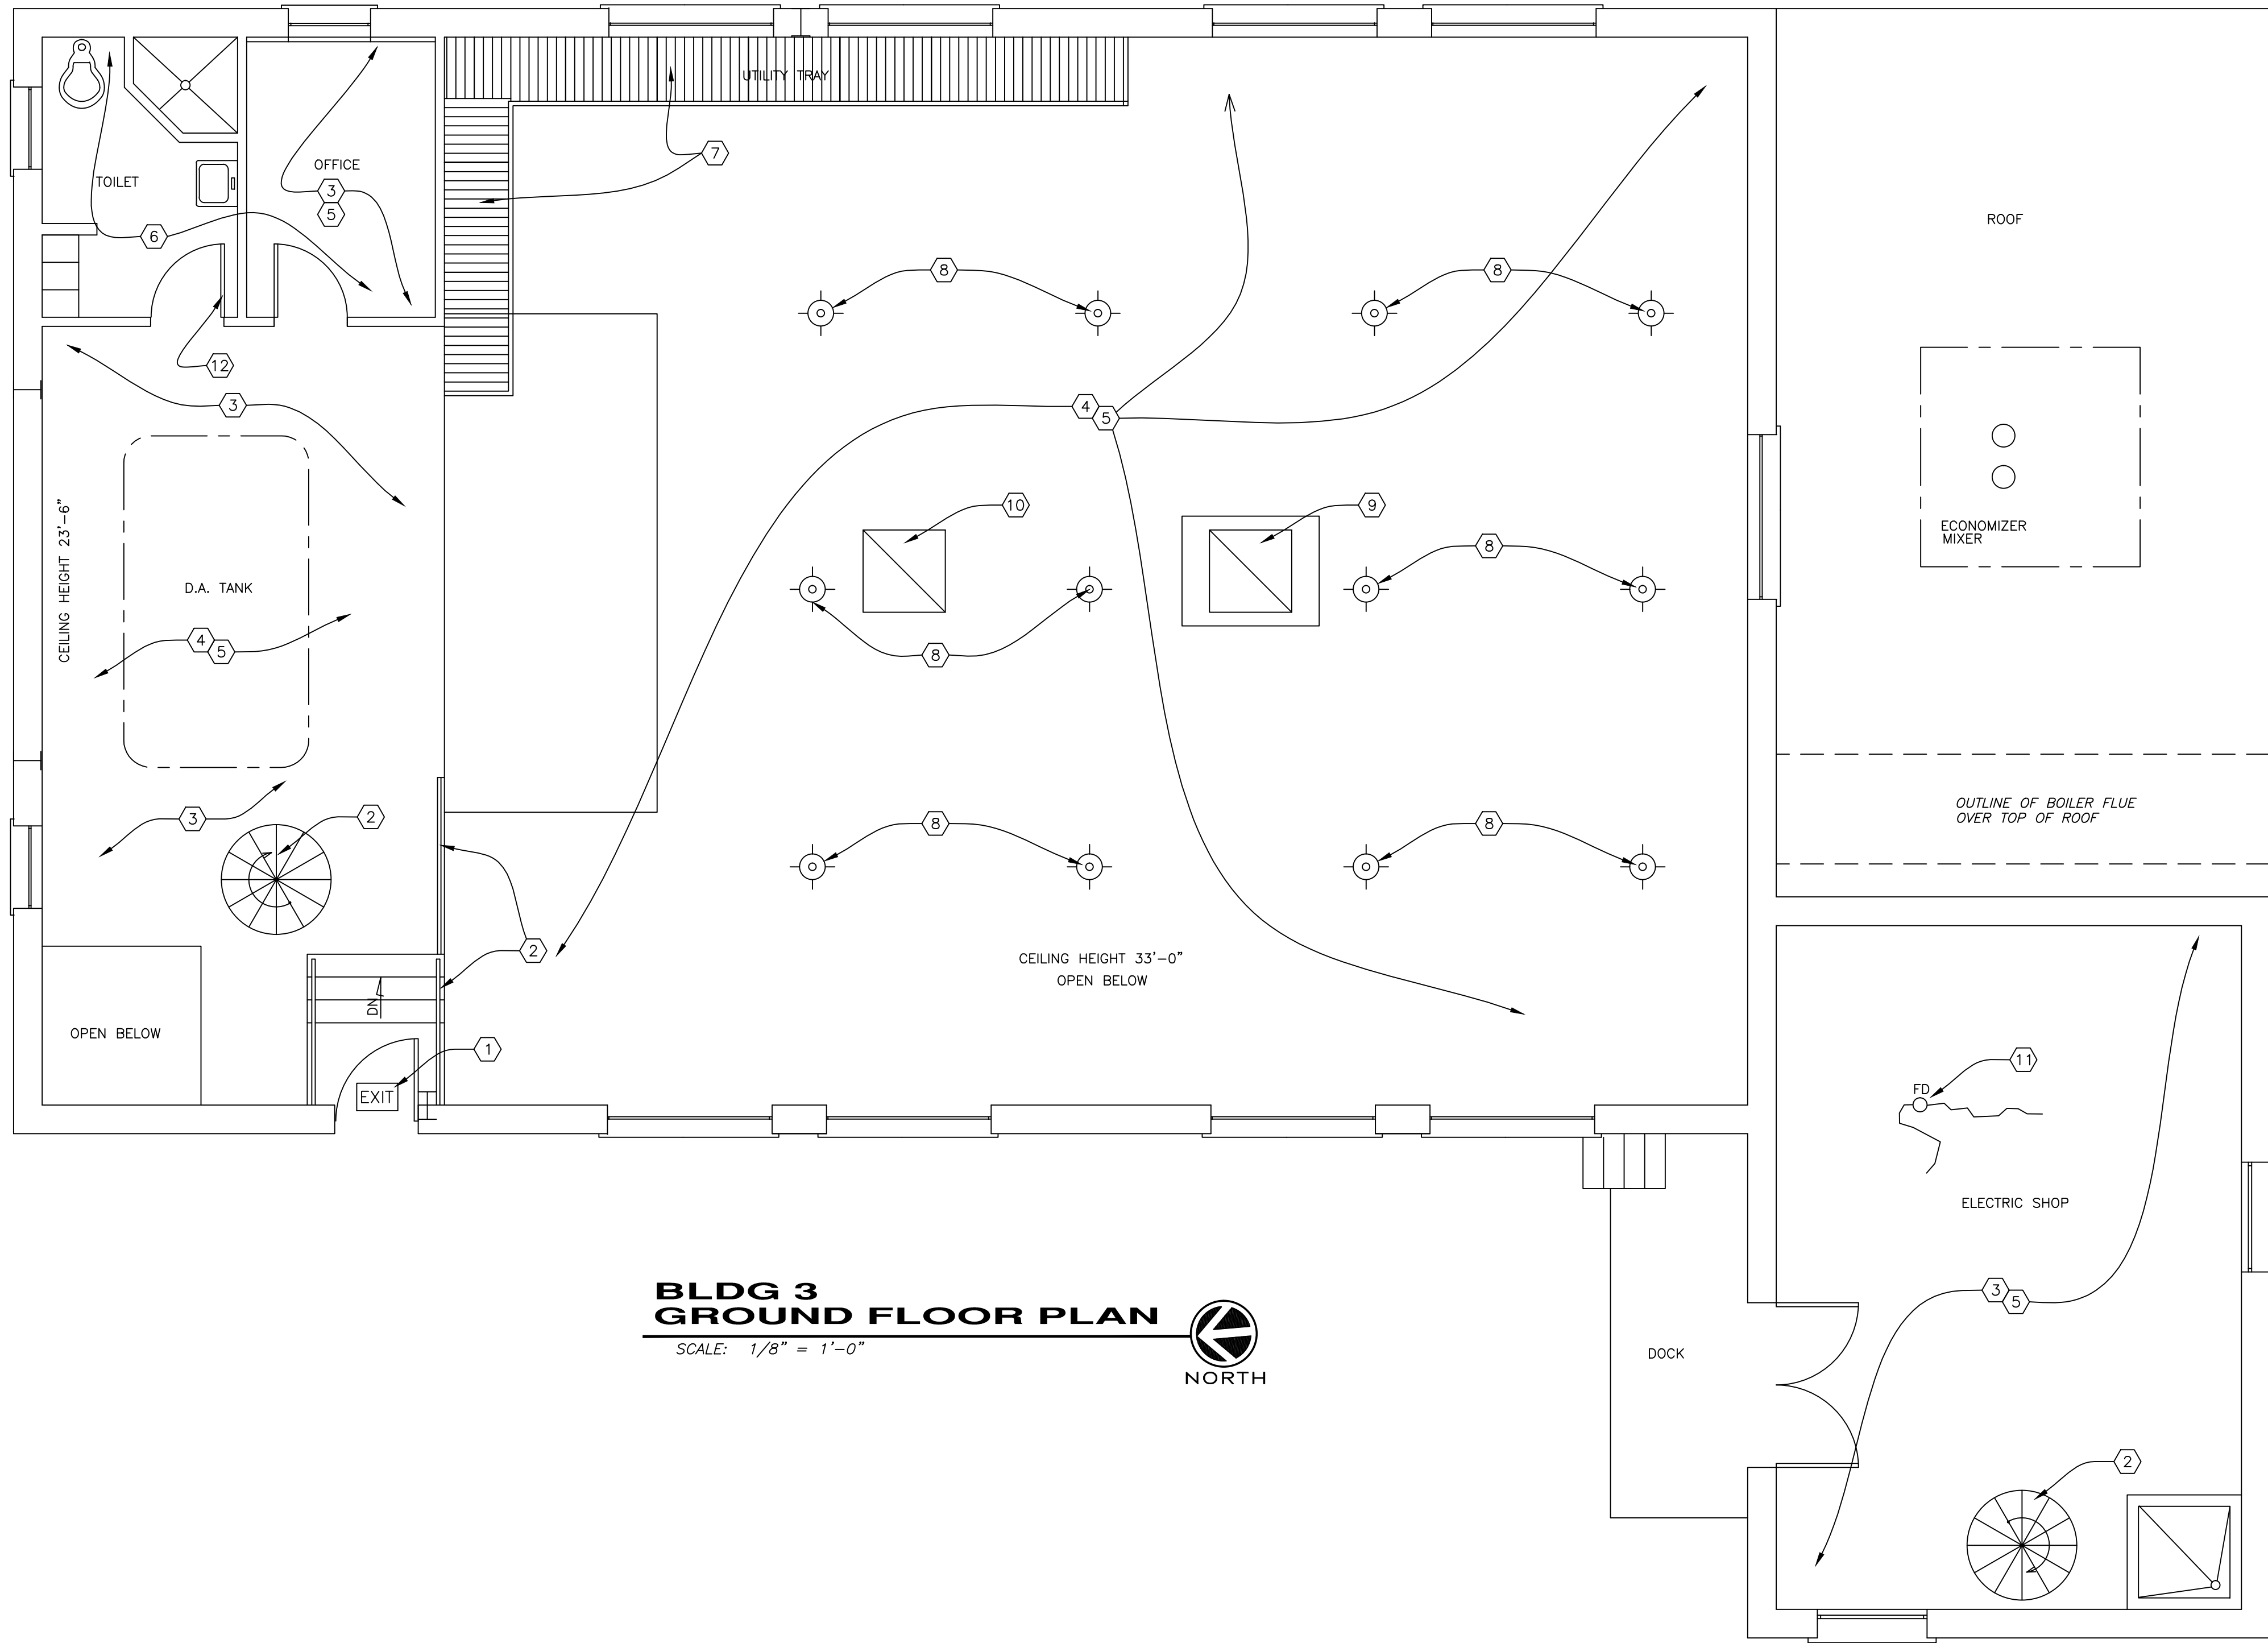 UTILITY TRAY
7
OFFICE
3
5
TOILET
6
ROOF
8
8
12
3
4
5
10
9
ECONOMIZER
MIXER
8
CEILING HEIGHT 23'-6"
D.A. TANK
4
5
8
OUTLINE OF BOILER FLUE
OVER TOP OF ROOF
3
2
8
8
2
CEILING HEIGHT 33'-0"
OPEN BELOW
DN
OPEN BELOW
1
EXIT
11
FD
ELECTRIC SHOP
3
5
BLDG 3
GROUND FLOOR PLAN
SCALE: 1/8" = 1'-0"
NORTH
DOCK
2